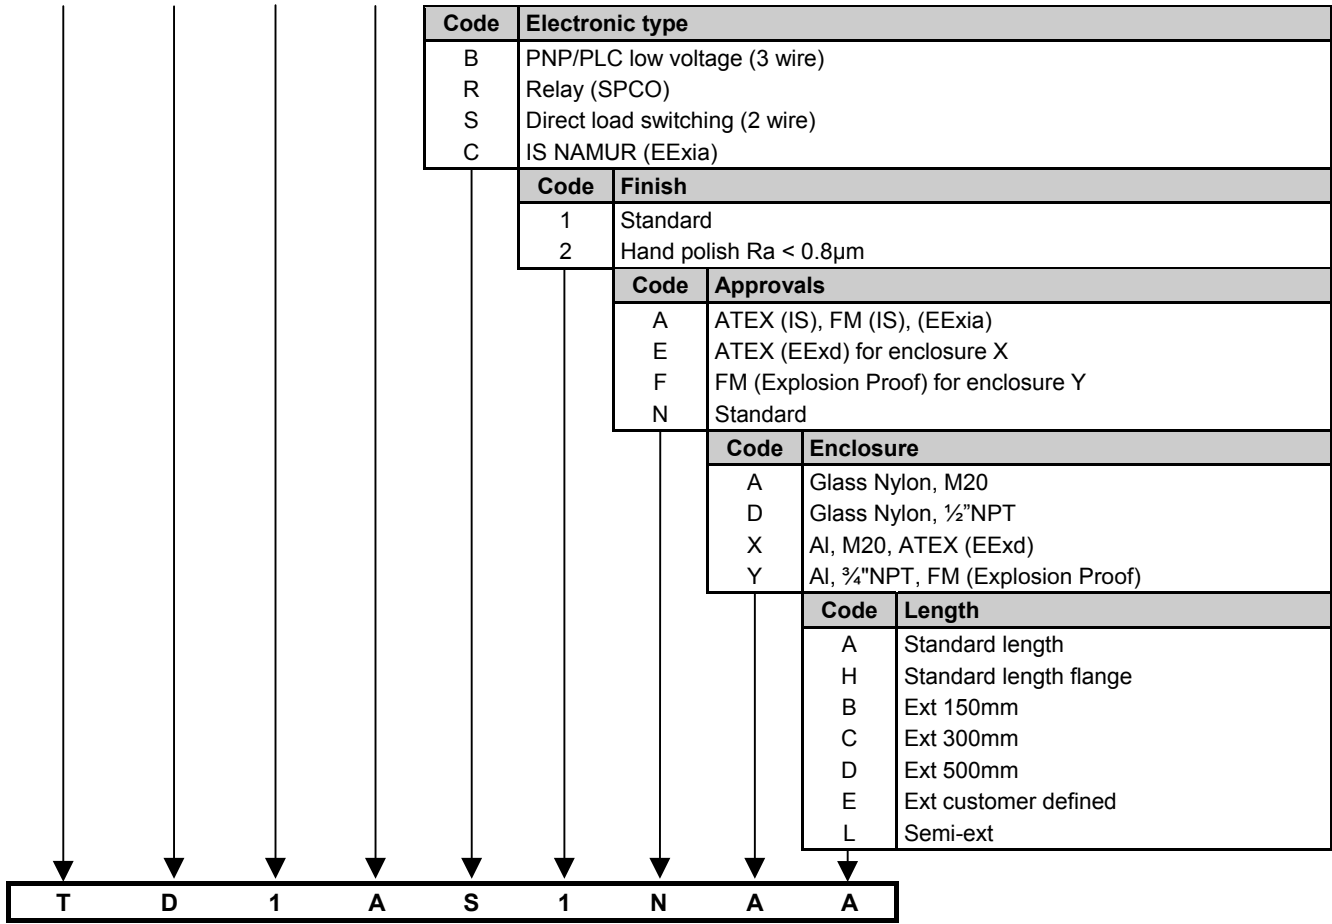 Code Electronic type
B PNP/PLC low voltage (3 wire)
R Relay (SPCO)
S Direct load switching (2 wire)
C IS NAMUR (EExia)
Code Finish
1 Standard
2 Hand polish Ra < 0.8µm
Code Approvals
A ATEX (IS), FM (IS), (EExia)
E ATEX (EExd) for enclosure X
F FM (Explosion Proof) for enclosure Y
N Standard
Code Enclosure
A Glass Nylon, M20
D Glass Nylon, ½”NPT
X Al, M20, ATEX (EExd)
Y Al, ¾"NPT, FM (Explosion Proof)
Code Length
A Standard length
H Standard length flange
B Ext 150mm
C Ext 300mm
D Ext 500mm
E Ext customer defined
L Semi-ext
T D 1 A S 1 N A A